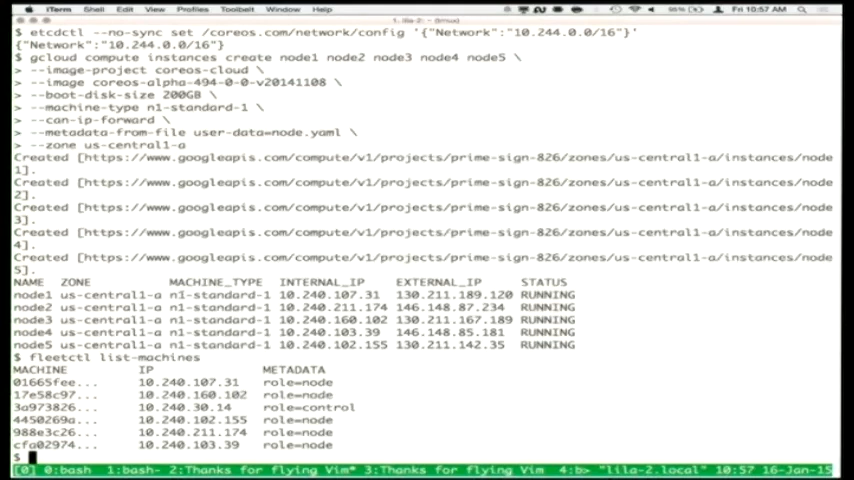 iTerm Shell Edit View Profiles Toolbelt Window Help Fri 10:57 AM
$ etcdctl --no-sync set /coreos.com/network/config '{"Network":"10.244.0.0/16"}'
{"Network":"10.244.0.0/16"}
$ gcloud compute instances create node1 node2 node3 node4 node5 \
> --image-project coreos-cloud \
> --image coreos-alpha-494-0-0-v20141108 \
> --boot-disk-size 200GB \
> --machine-type n1-standard-1 \
> --can-ip-forward \
> --metadata-from-file user-data=node.yaml \
> --zone us-central1-a
Created [https://www.googleapis.com/compute/v1/projects/prime-sign-826/zones/us-central1-a/instances/node
1].
Created [https://www.googleapis.com/compute/v1/projects/prime-sign-826/zones/us-central1-a/instances/node
2].
Created [https://www.googleapis.com/compute/v1/projects/prime-sign-826/zones/us-central1-a/instances/node
3].
Created [https://www.googleapis.com/compute/v1/projects/prime-sign-826/zones/us-central1-a/instances/node
4].
Created [https://www.googleapis.com/compute/v1/projects/prime-sign-826/zones/us-central1-a/instances/node
5].
NAME ZONE MACHINE_TYPE INTERNAL_IP EXTERNAL_IP STATUS
node1 us-central1-a n1-standard-1 10.240.107.31 130.211.189.120 RUNNING
node2 us-central1-a n1-standard-1 10.240.211.174 146.148.87.234 RUNNING
node3 us-central1-a n1-standard-1 10.240.160.102 130.211.167.189 RUNNING
node4 us-central1-a n1-standard-1 10.240.103.39 146.148.85.181 RUNNING
node5 us-central1-a n1-standard-1 10.240.102.155 130.211.142.35 RUNNING
$ fleetctl list-machines
MACHINE IP METADATA
01665fee... 10.240.107.31 role=node
17e58c97... 10.240.160.102 role=node
3a973826... 10.240.30.14 role=control
4450269a... 10.240.102.155 role=node
988e3c26... 10.240.211.174 role=node
cfa02974... 10.240.103.39 role=node
$
[0] 0:bash 1:bash- 2:Thanks for flying Vim* 3:Thanks for flying Vim 4:b> "lila-2.local" 10:57 16-Jan-15